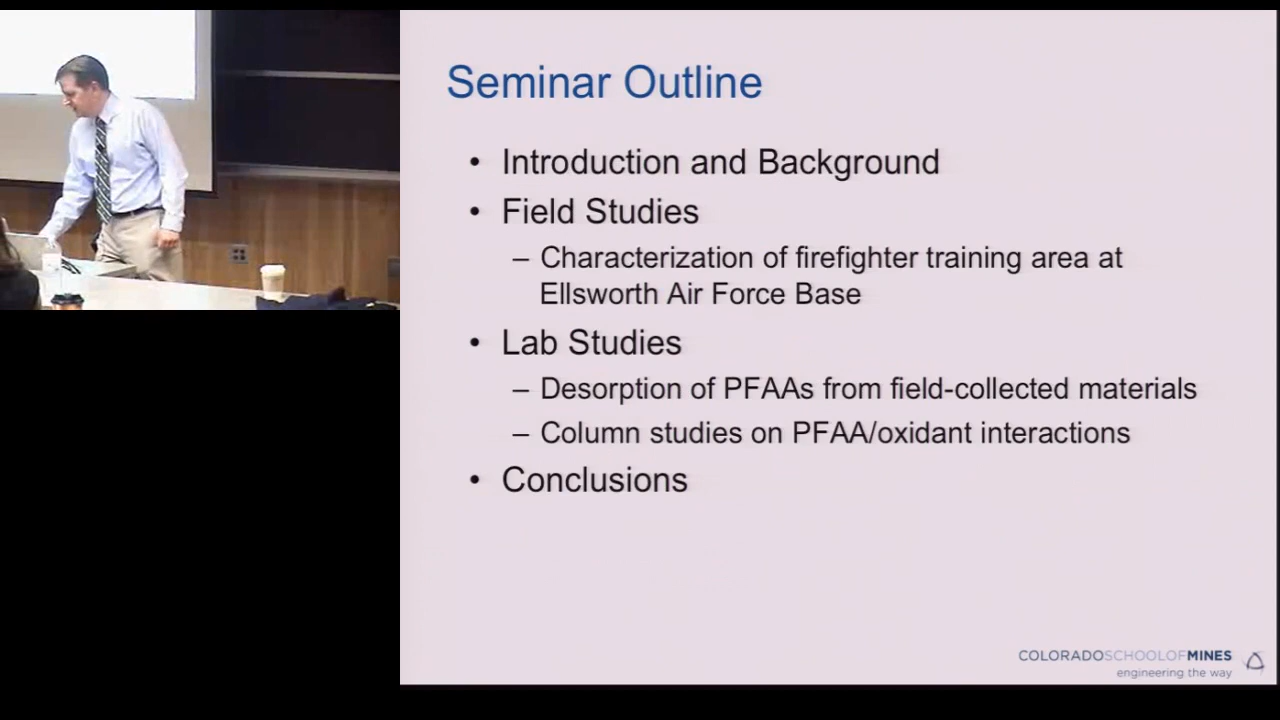 Seminar Outline
• Introduction and Background
• Field Studies
– Characterization of firefighter training area at
Ellsworth Air Force Base
• Lab Studies
– Desorption of PFAAs from field-collected materials
– Column studies on PFAA/oxidant interactions
• Conclusions
COLORADOSCHOOLOFMINES
engineering the way